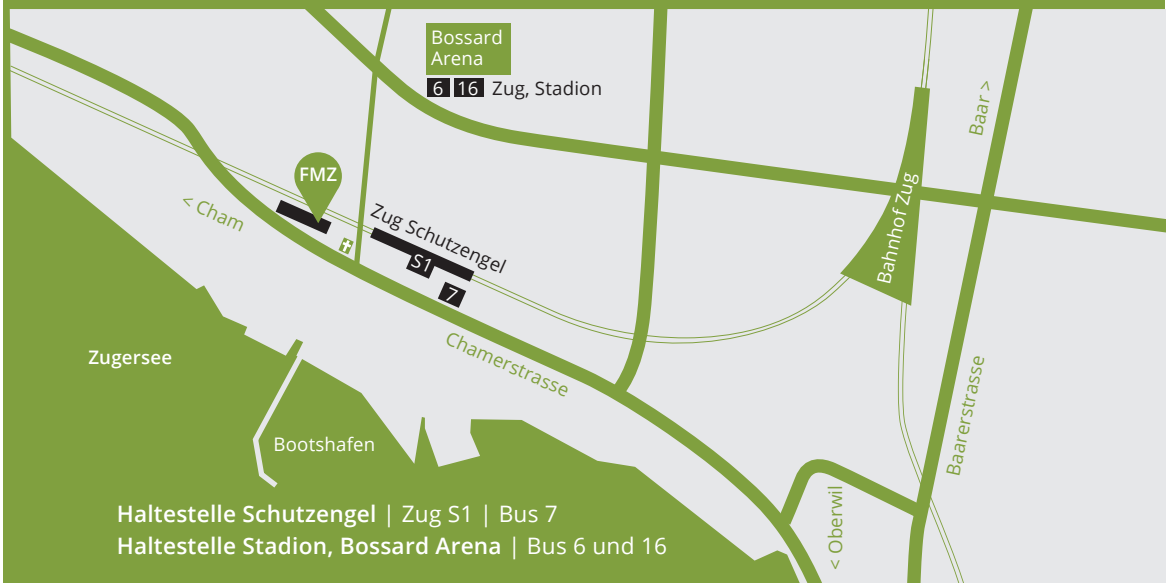 Bossard
Arena
6 16 Zug, Stadion
Baar >
FMZ
< Cham
Zug Schutzengel
S1
7
Bahnhof Zug
Chamerstrasse
Zugersee
Baarerstrasse
Bootshafen
< Oberwil
Haltestelle Schutzengel | Zug S1 | Bus 7
Haltestelle Stadion, Bossard Arena | Bus 6 und 16